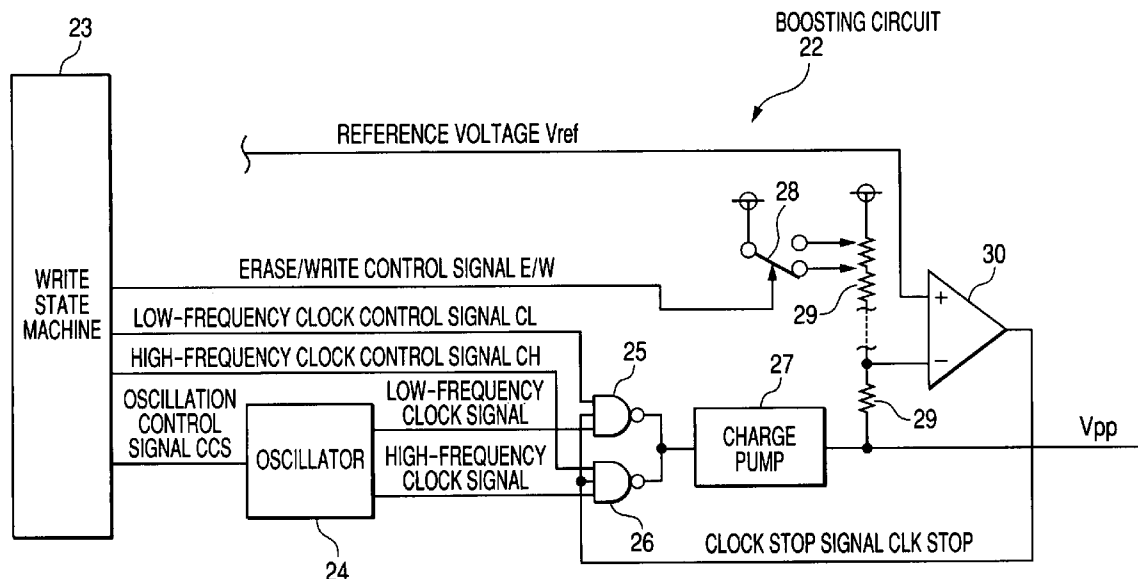 BOOSTING CIRCUIT
22
23
REFERENCE VOLTAGE Vref
28
30
WRITE
STATE
MACHINE
ERASE/WRITE CONTROL SIGNAL E/W
29
+
−
LOW-FREQUENCY CLOCK CONTROL SIGNAL CL
HIGH-FREQUENCY CLOCK CONTROL SIGNAL CH
25
OSCILLATION
CONTROL
SIGNAL CCS
LOW-FREQUENCY
CLOCK SIGNAL
27
29
OSCILLATOR
HIGH-FREQUENCY
CLOCK SIGNAL
CHARGE
PUMP
Vpp
24
26
CLOCK STOP SIGNAL CLK STOP